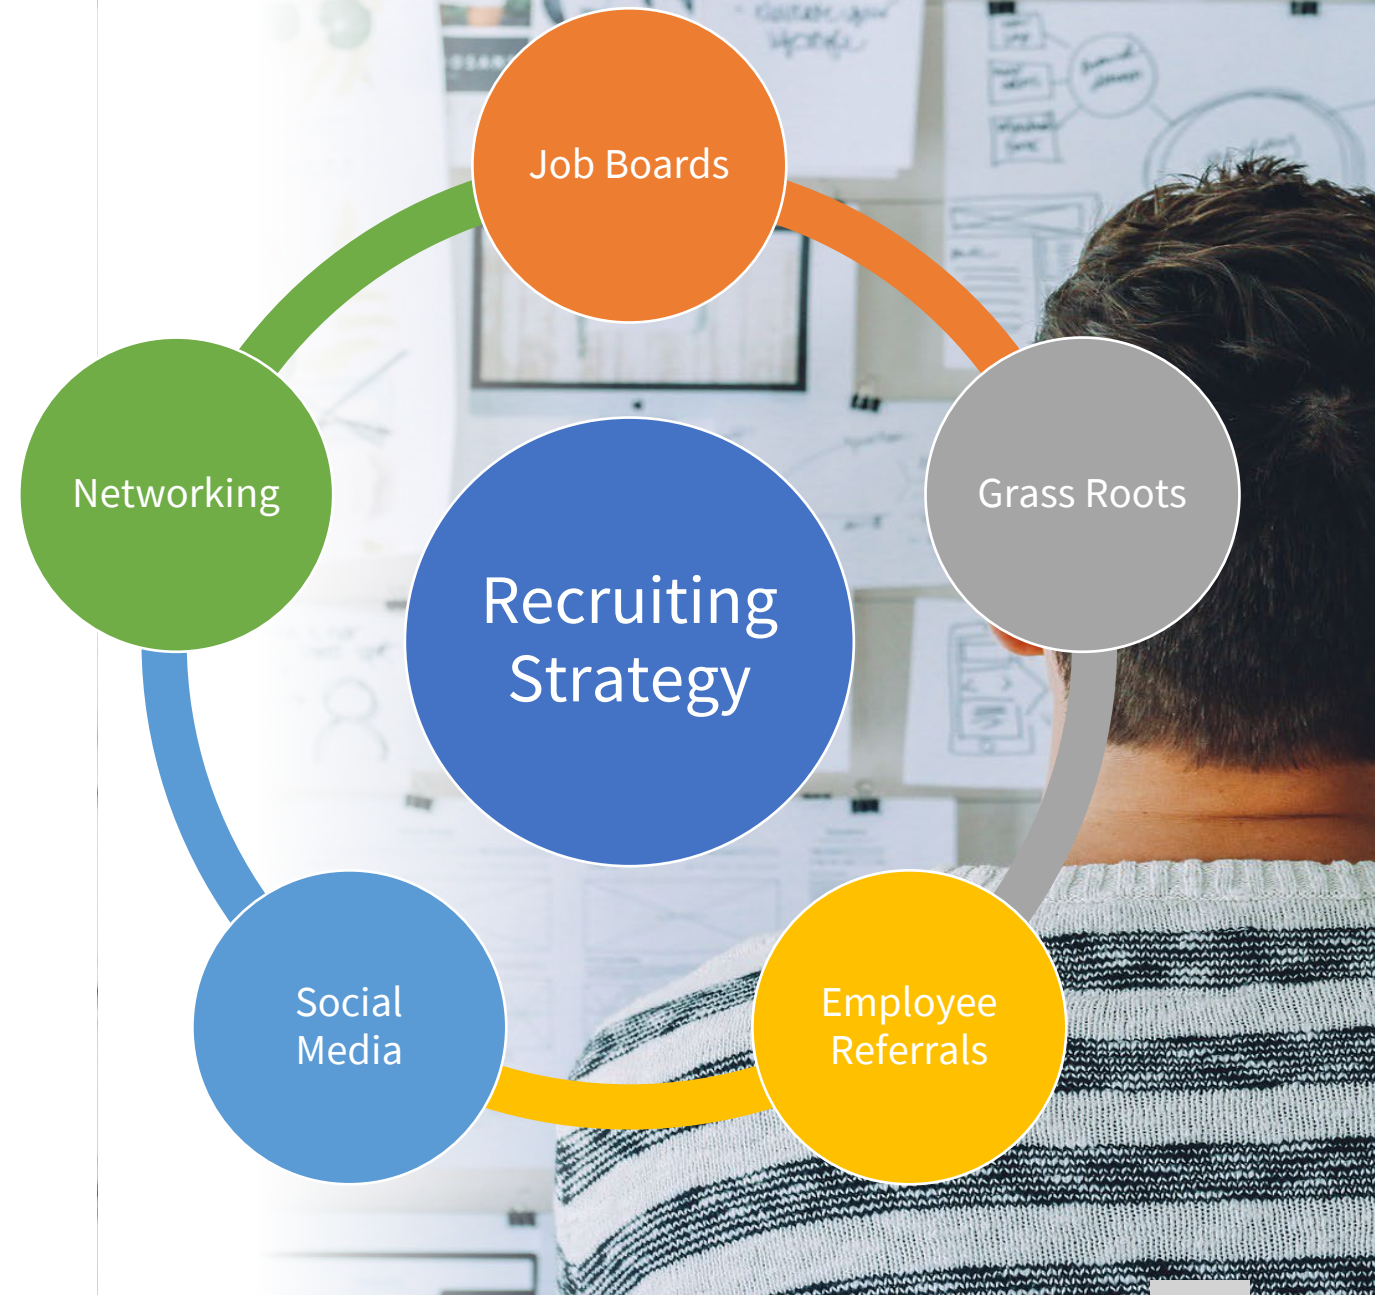 Job Boards
Networking
Grass Roots
Recruiting
Strategy
Social
Media
Employee
Referrals